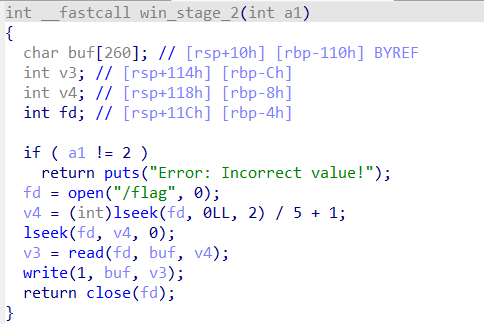 int __fastcall win_stage_2(int a1)
{
  char buf[260]; // [rsp+10h] [rbp-110h] BYREF
  int v3; // [rsp+114h] [rbp-Ch]
  int v4; // [rsp+118h] [rbp-8h]
  int fd; // [rsp+11Ch] [rbp-4h]

  if ( a1 != 2 )
    return puts("Error: Incorrect value!");
  fd = open("/flag", 0);
  v4 = (int)lseek(fd, 0LL, 2) / 5 + 1;
  lseek(fd, v4, 0);
  v3 = read(fd, buf, v4);
  write(1, buf, v3);
  return close(fd);
}